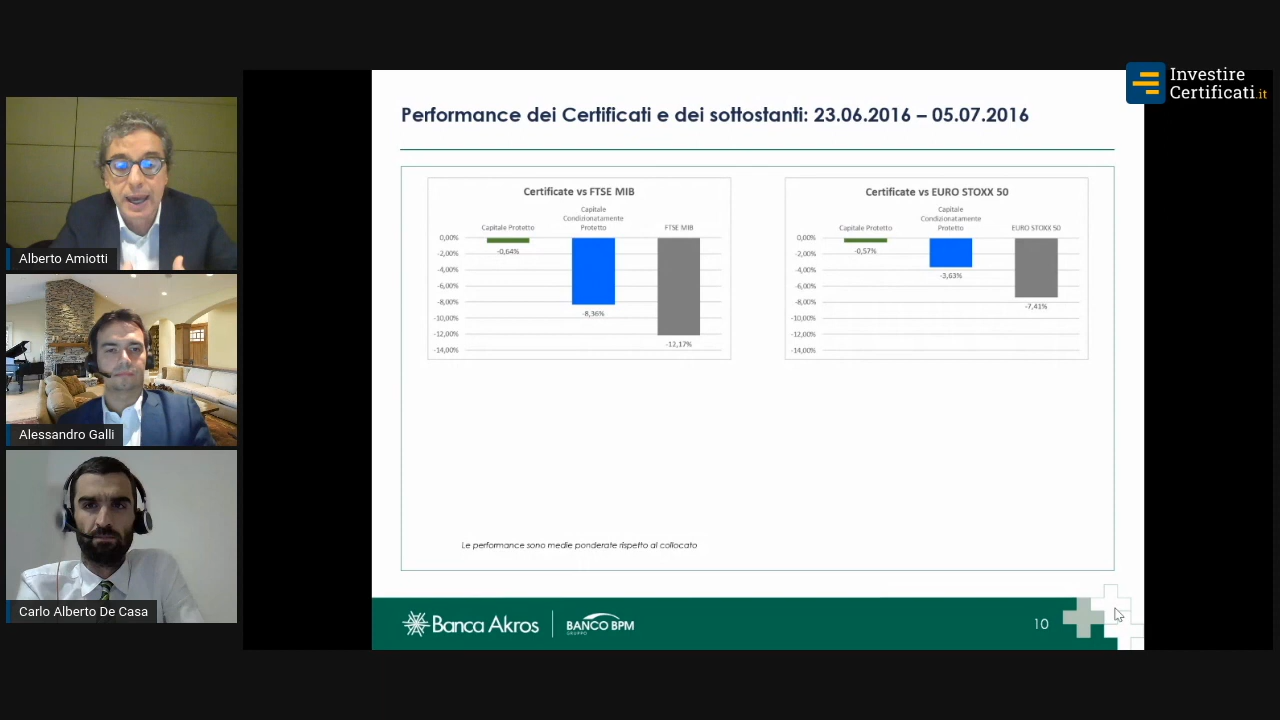 Investire
Certificati.it
Performance dei Certificati e dei sottostanti: 23.06.2016 – 05.07.2016
Certificate vs FTSE MIB
Capitale Protetto
Capitale
Condizionatamente
Protetto
FTSE MIB
0,00%
-2,00%
-4,00%
-6,00%
-8,00%
-10,00%
-12,00%
-14,00%
-0,64%
-8,36%
-12,17%
Certificate vs EURO STOXX 50
Capitale Protetto
Capitale
Condizionatamente
Protetto
EURO STOXX 50
0,00%
-2,00%
-4,00%
-6,00%
-8,00%
-10,00%
-12,00%
-14,00%
-0,57%
-3,63%
-7,41%
Le performance sono medie ponderate rispetto al collocato
Banca Akros
BANCO BPM
GRUPPO
10
Alberto Amiotti
Alessandro Galli
Carlo Alberto De Casa